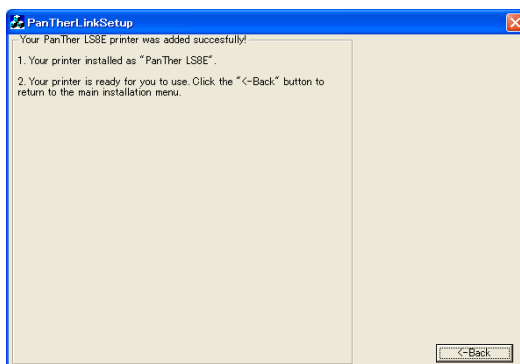 PanTherLinkSetup
Your PanTher LS8E printer was added succesfully!
1. Your printer installed as "PanTher LS8E".
2. Your printer is ready for you to use. Click the "<-Back" button to
return to the main installation menu.
<-Back